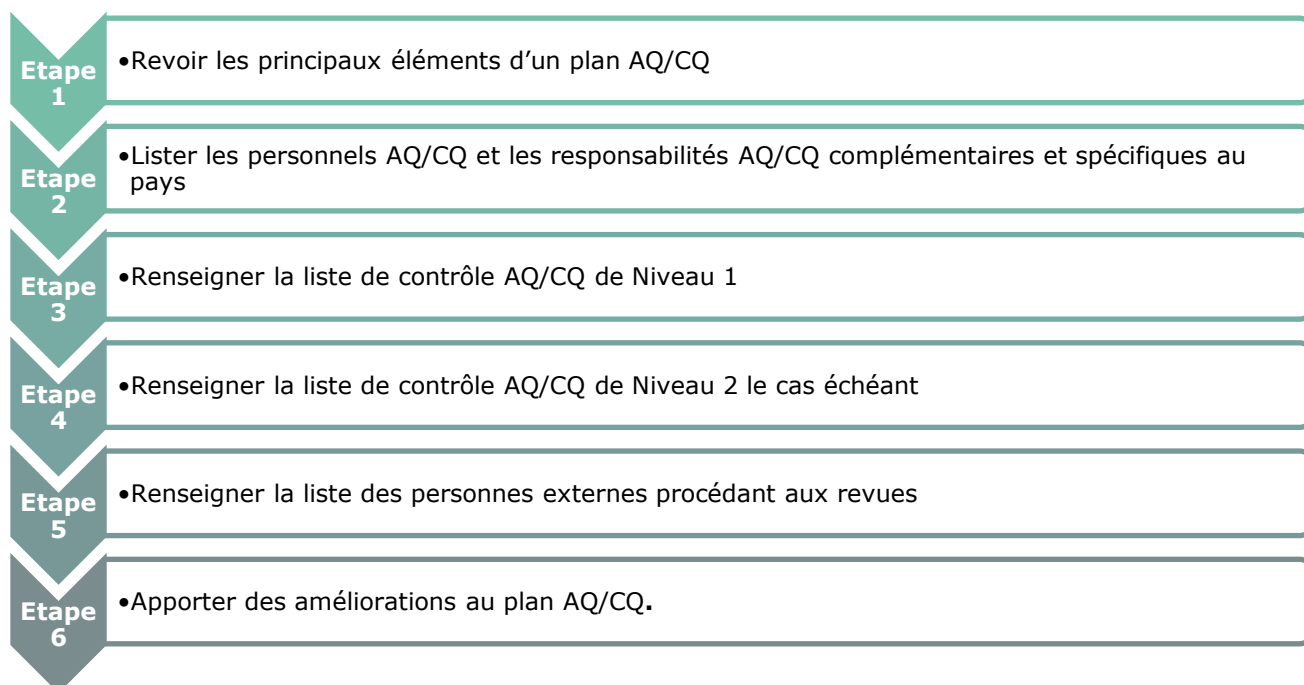 Etape
1
•Revoir les principaux éléments d’un plan AQ/CQ
Etape
2
•Lister les personnels AQ/CQ et les responsabilités AQ/CQ complémentaires et spécifiques au
pays
Etape
3
•Renseigner la liste de contrôle AQ/CQ de Niveau 1
Etape
4
•Renseigner la liste de contrôle AQ/CQ de Niveau 2 le cas échéant
Etape
5
•Renseigner la liste des personnes externes procédant aux revues
Etape
6
•Apporter des améliorations au plan AQ/CQ.